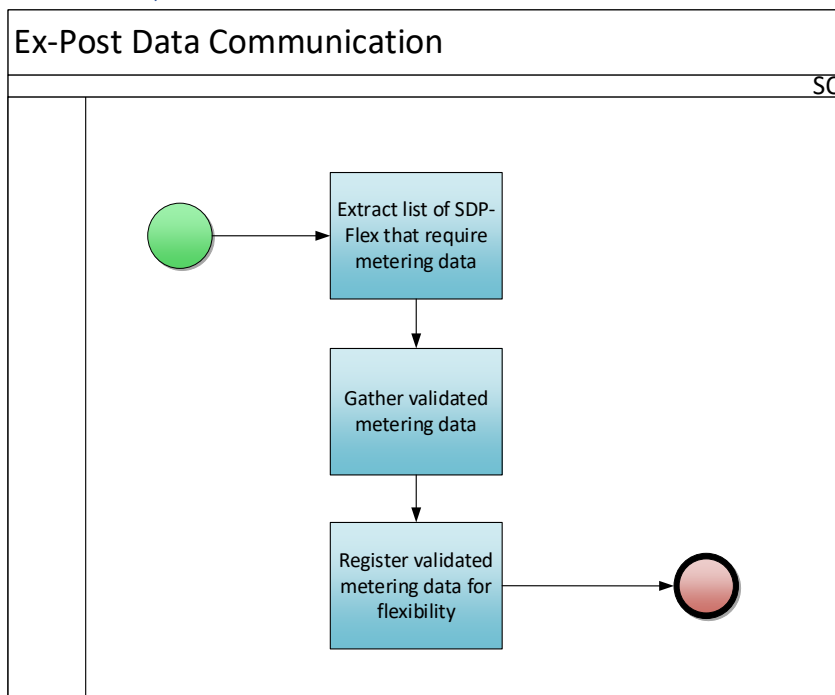 Ex-Post Data Communication
SO
Extract list of SDP-
Flex that require
metering data
Gather validated
metering data
Register validated
metering data for
flexibility